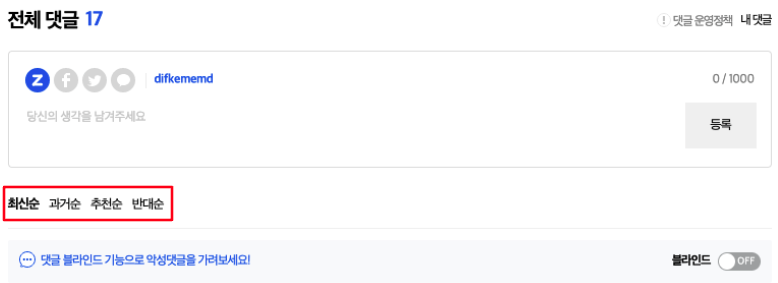 전체 댓글 17
! 댓글 운영정책 내 댓글
Z f difkememd 0 / 1000
당신의 생각을 남겨주세요
등록
최신순 과거순 추천순 반대순
댓글 블라인드 기능으로 악성댓글을 가려보세요! 블라인드 OFF